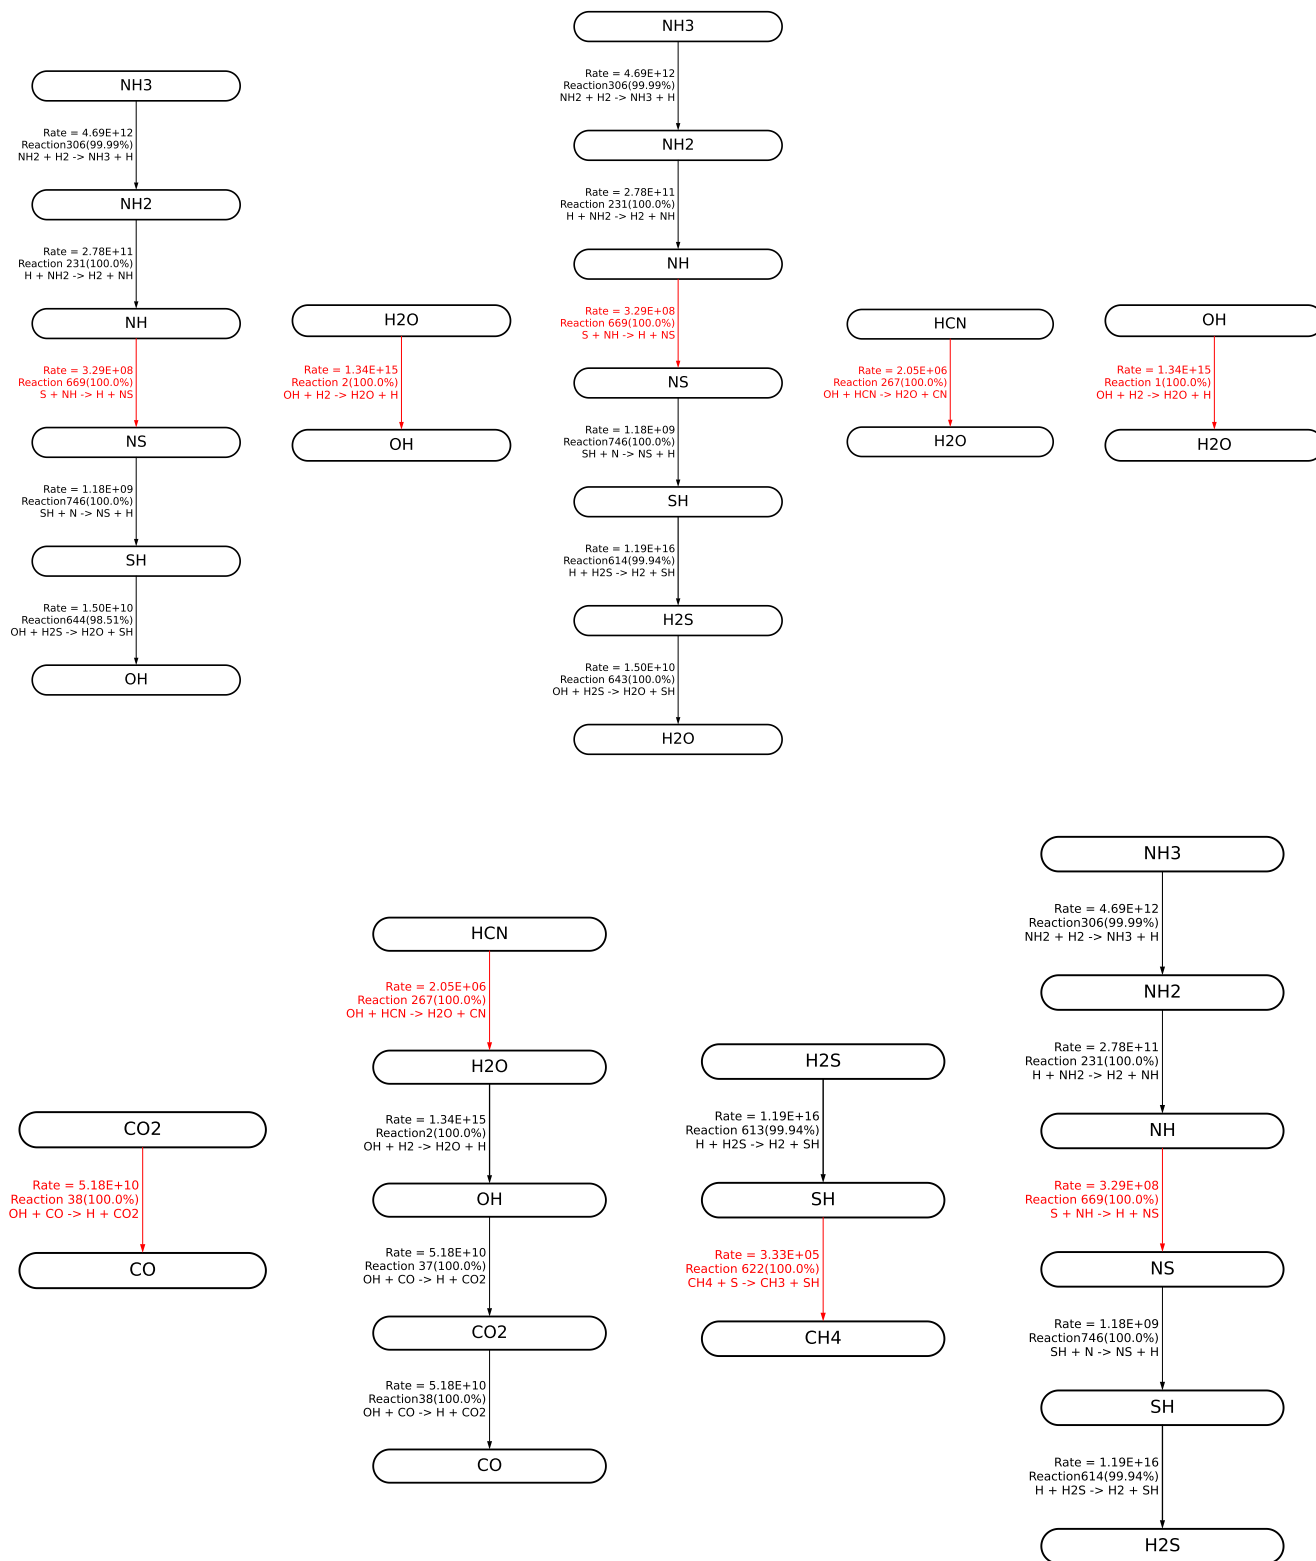 NH3
Rate = 4.69E+12
Reaction306(99.99%)
NH2 + H2 -> NH3 + H
NH2
Rate = 2.78E+11
Reaction 231(100.0%)
H + NH2 -> H2 + NH
NH
Rate = 3.29E+08
Reaction 669(100.0%)
S + NH -> H + NS
NS
Rate = 1.18E+09
Reaction746(100.0%)
SH + N -> NS + H
SH
Rate = 1.50E+10
Reaction644(98.51%)
OH + H2S -> H2O + SH
OH
H2O
Rate = 1.34E+15
Reaction 2(100.0%)
OH + H2 -> H2O + H
OH
NH3
Rate = 4.69E+12
Reaction306(99.99%)
NH2 + H2 -> NH3 + H
NH2
Rate = 2.78E+11
Reaction 231(100.0%)
H + NH2 -> H2 + NH
NH
Rate = 3.29E+08
Reaction 669(100.0%)
S + NH -> H + NS
NS
Rate = 1.18E+09
Reaction746(100.0%)
SH + N -> NS + H
SH
Rate = 1.19E+16
Reaction614(99.94%)
H + H2S -> H2 + SH
H2S
Rate = 1.50E+10
Reaction 643(100.0%)
OH + H2S -> H2O + SH
H2O
HCN
Rate = 2.05E+06
Reaction 267(100.0%)
OH + HCN -> H2O + CN
H2O
OH
Rate = 1.34E+15
Reaction 1(100.0%)
OH + H2 -> H2O + H
H2O
CO2
Rate = 5.18E+10
Reaction 38(100.0%)
OH + CO -> H + CO2
CO
HCN
Rate = 2.05E+06
Reaction 267(100.0%)
OH + HCN -> H2O + CN
H2O
Rate = 1.34E+15
Reaction2(100.0%)
OH + H2 -> H2O + H
OH
Rate = 5.18E+10
Reaction 37(100.0%)
OH + CO -> H + CO2
CO2
Rate = 5.18E+10
Reaction38(100.0%)
OH + CO -> H + CO2
CO
H2S
Rate = 1.19E+16
Reaction 613(99.94%)
H + H2S -> H2 + SH
SH
Rate = 3.33E+05
Reaction 622(100.0%)
CH4 + S -> CH3 + SH
CH4
NH3
Rate = 4.69E+12
Reaction306(99.99%)
NH2 + H2 -> NH3 + H
NH2
Rate = 2.78E+11
Reaction 231(100.0%)
H + NH2 -> H2 + NH
NH
Rate = 3.29E+08
Reaction 669(100.0%)
S + NH -> H + NS
NS
Rate = 1.18E+09
Reaction746(100.0%)
SH + N -> NS + H
SH
Rate = 1.19E+16
Reaction614(99.94%)
H + H2S -> H2 + SH
H2S